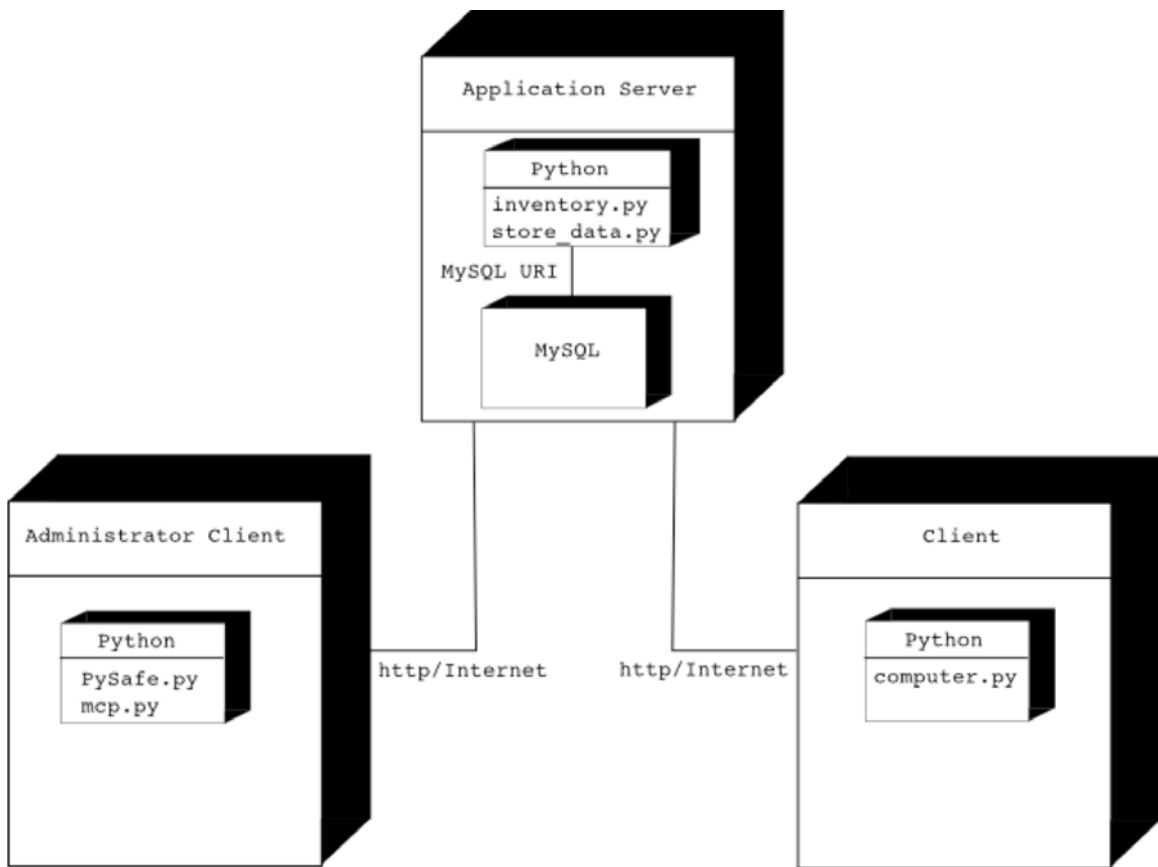 Application Server
Python
inventory.py
store_data.py
MySQL URI
MySQL
Administrator Client
Python
PySafe.py
mcp.py
http/Internet
http/Internet
Client
Python
computer.py